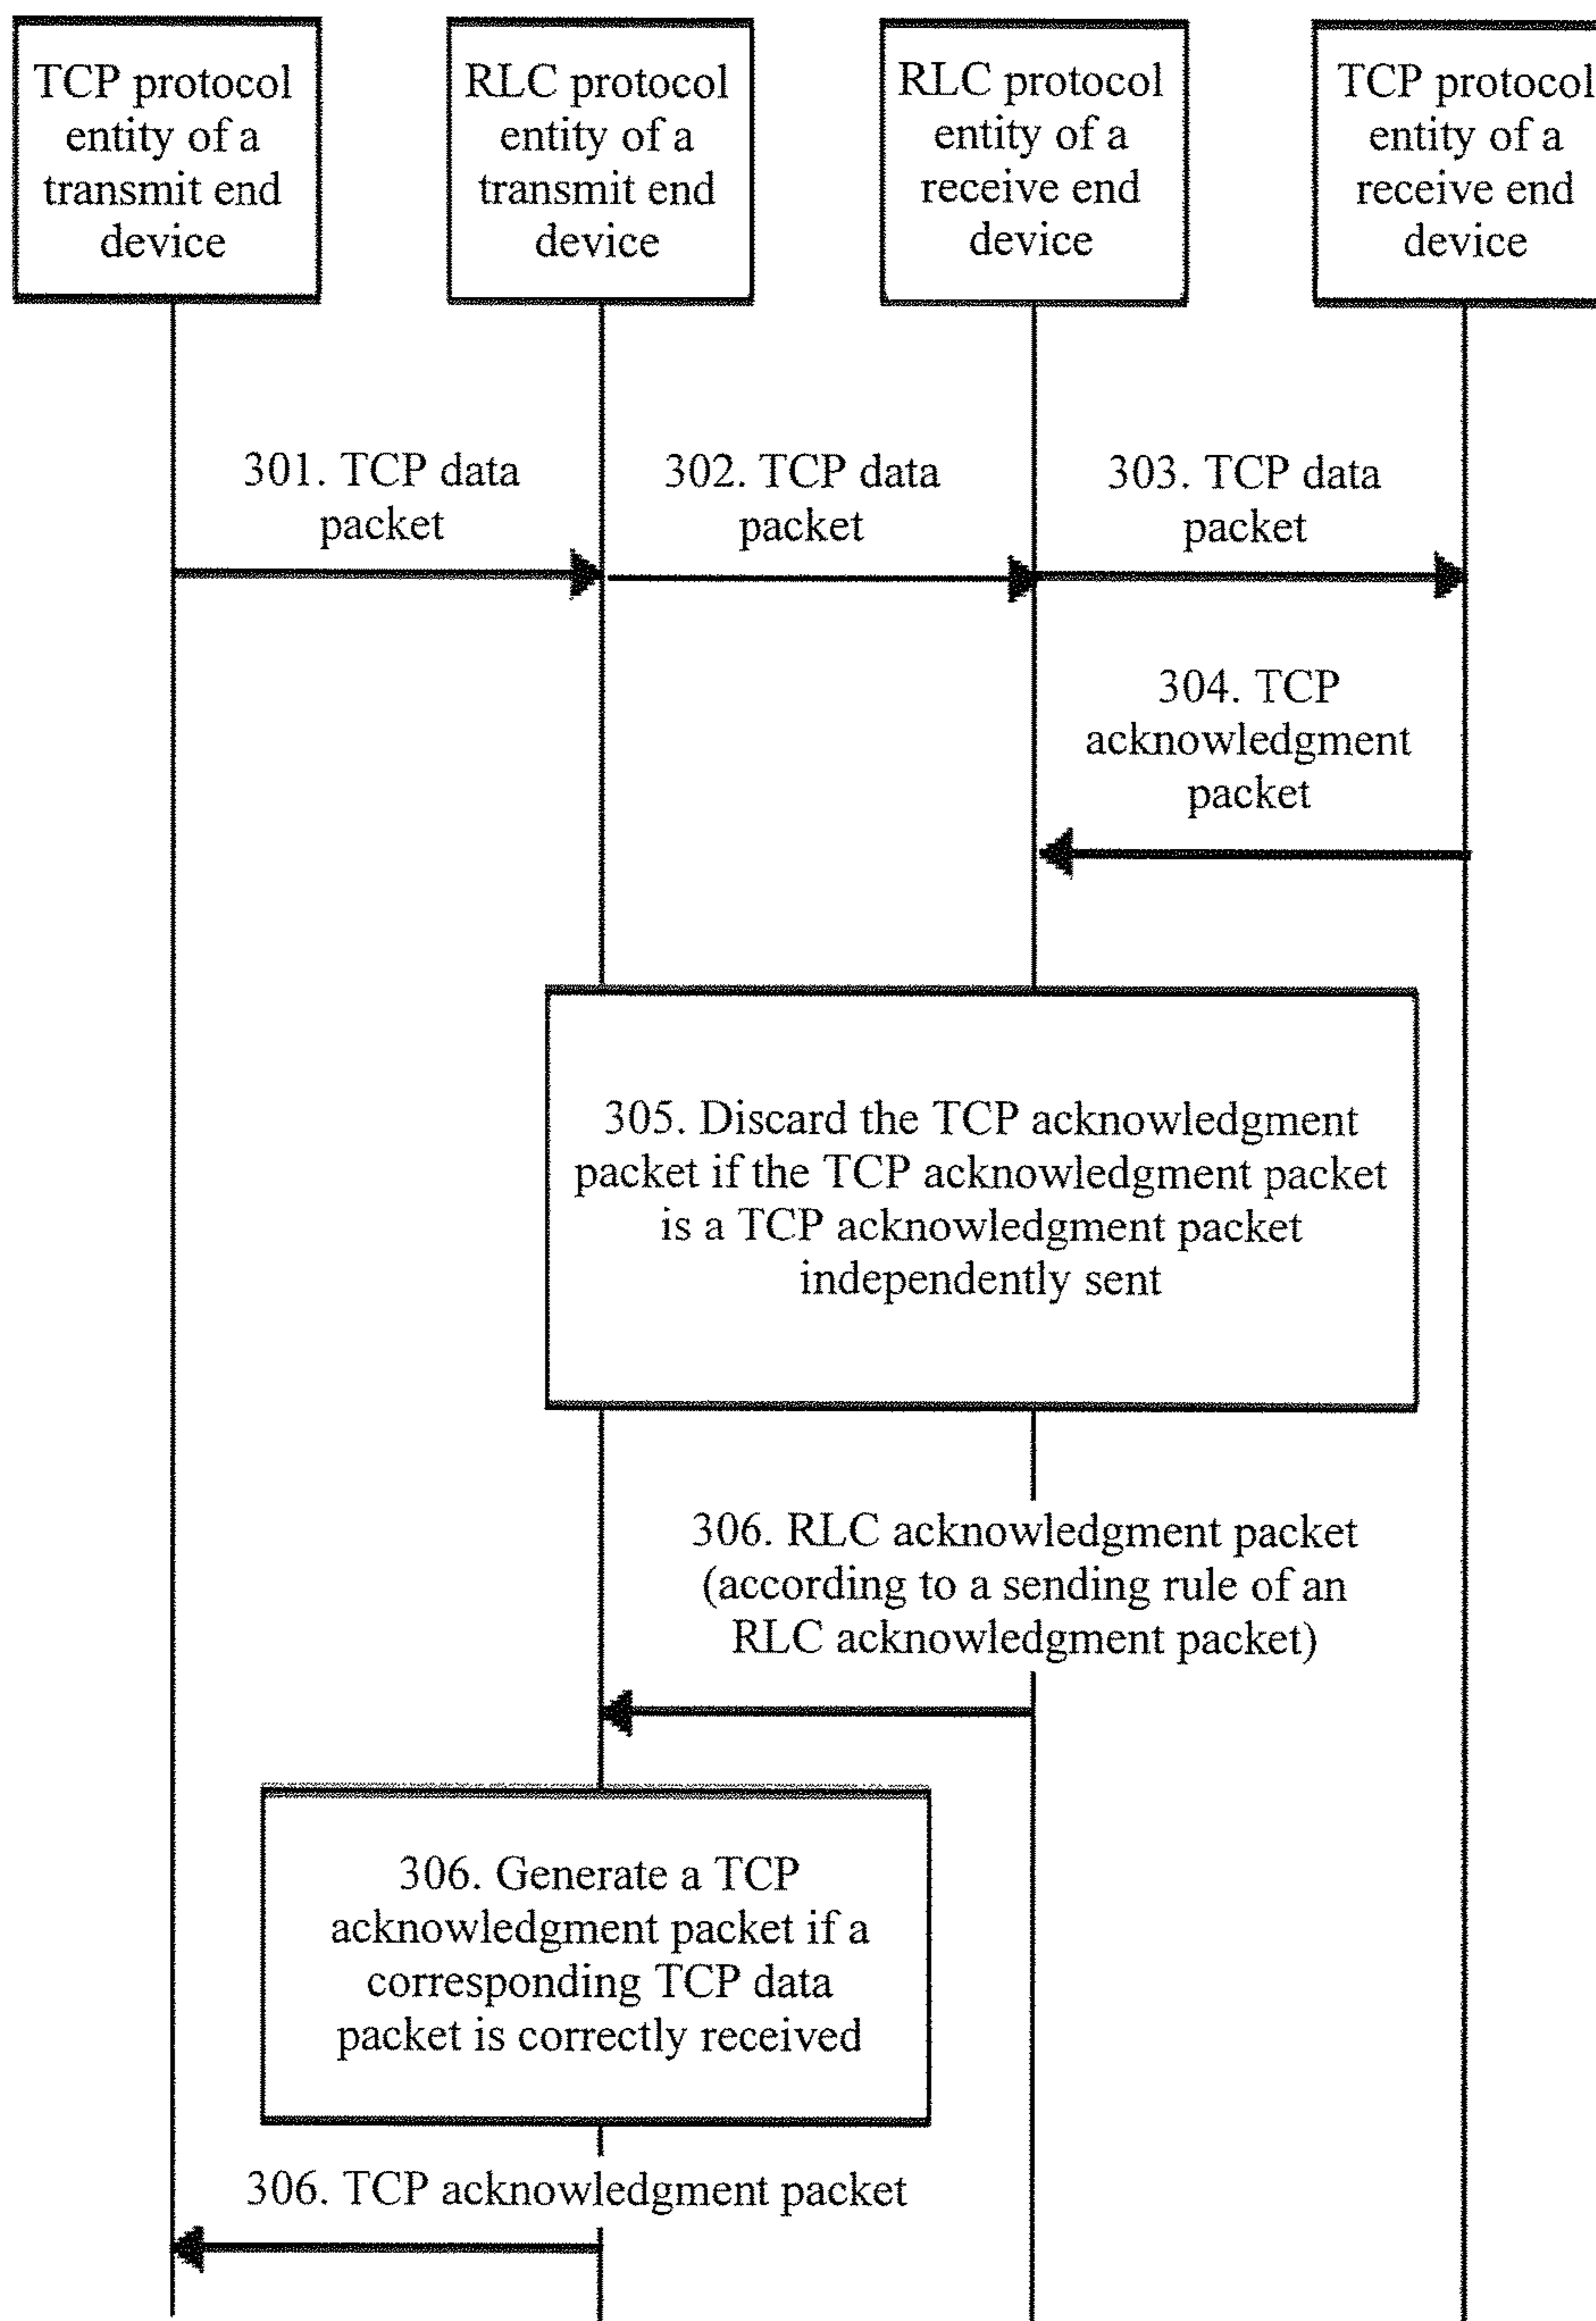 TCP protocol
entity of a
transmit end
device
RLC protocol
entity of a
transmit end
device
RLC protocol
entity of a
receive end
device
TCP protocol
entity of a
receive end
device
301. TCP data
packet
302. TCP data
packet
303. TCP data
packet
304. TCP
acknowledgment
packet
305. Discard the TCP acknowledgment
packet if the TCP acknowledgment packet
is a TCP acknowledgment packet
independently sent
306. RLC acknowledgment packet
(according to a sending rule of an
RLC acknowledgment packet)
306. Generate a TCP
acknowledgment packet if a
corresponding TCP data
packet is correctly received
306. TCP acknowledgment packet